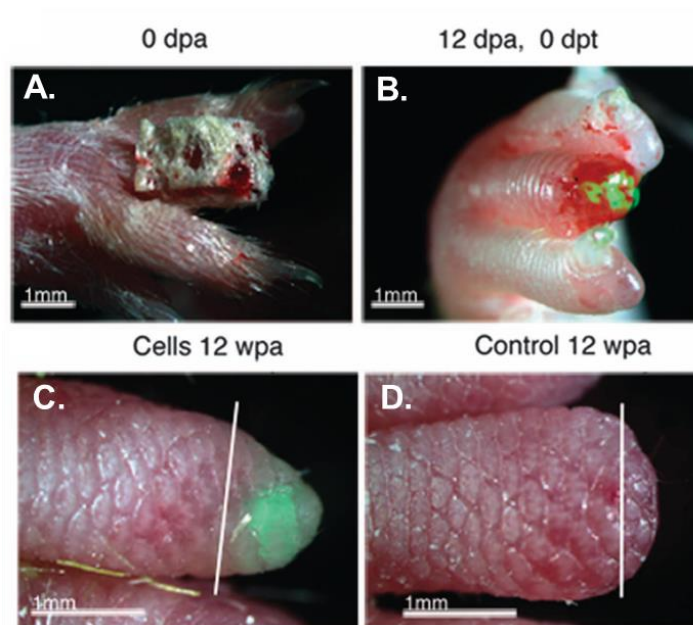 0 dpa
12 dpa, 0 dpt
A.
B.
1mm
1mm
Cells 12 wpa
Control 12 wpa
C.
D.
1mm
1mm